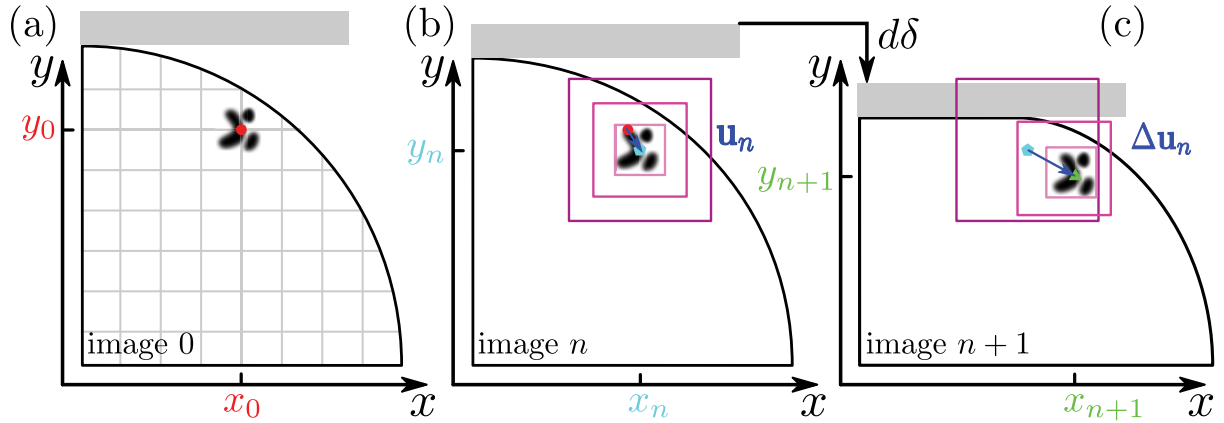 (a)
y
y₀
image 0
x₀
x
(b)
y
yₙ
𝐮ₙ
image n
xₙ
x
dδ
(c)
y
yₙ₊₁
Δ𝐮ₙ
image n + 1
xₙ₊₁
x